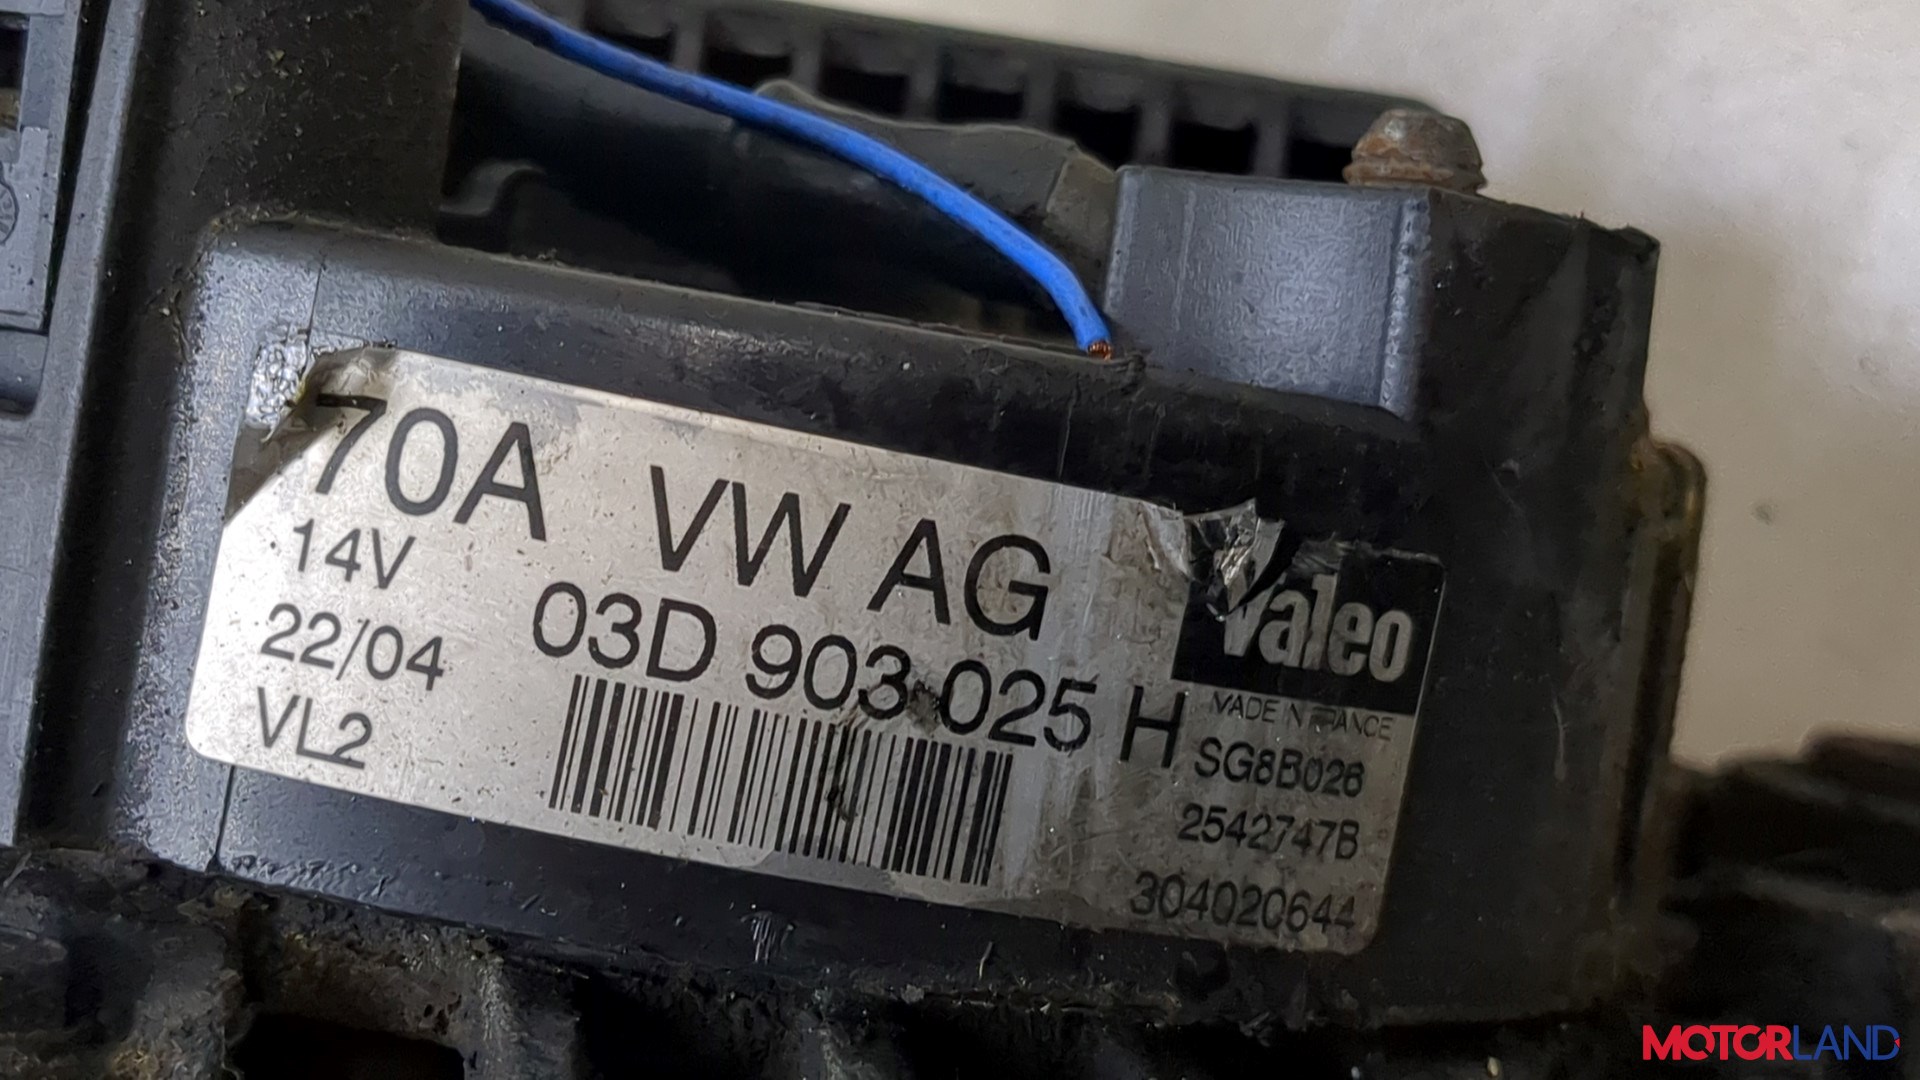 70A VW AG
14V
22/04 03D 903 025 H
VL2
Valeo
MADE IN FRANCE
SG8B026
2542747B
304020644
MOTORLAND